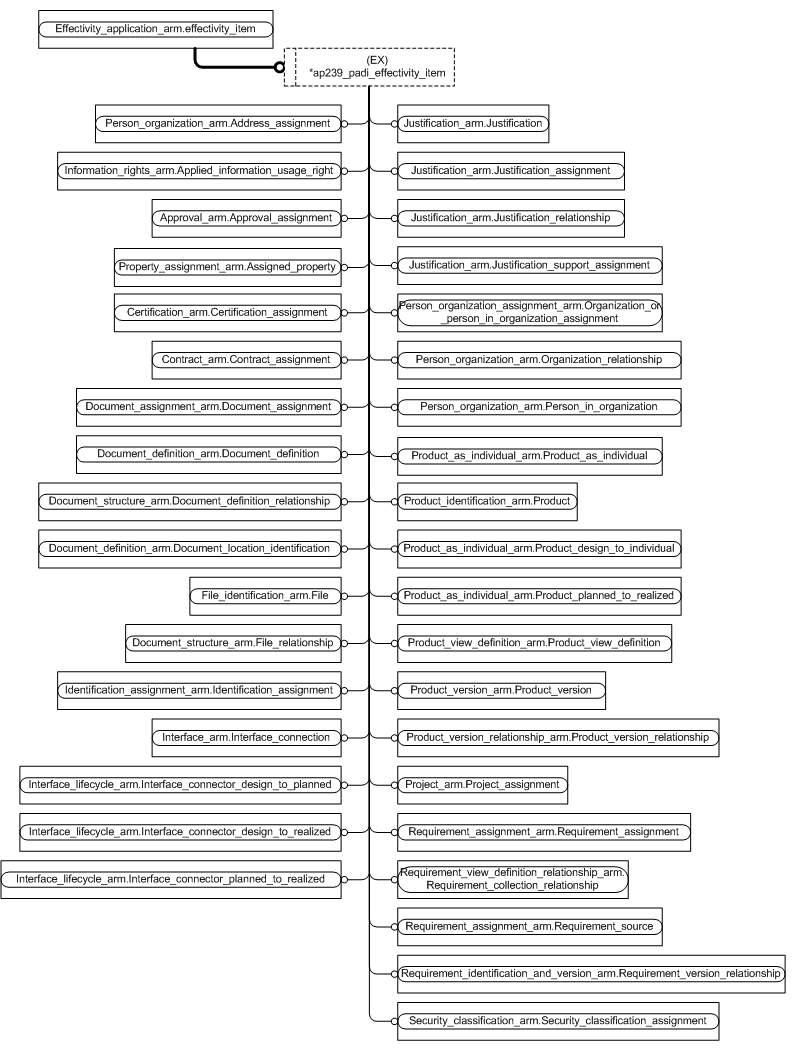 Effectivity_application_arm.effectivity_item
(EX)
*ap239_padi_effectivity_item
Person_organization_arm.Address_assignment
Justification_arm.Justification
Information_rights_arm.Applied_information_usage_right
Justification_arm.Justification_assignment
Approval_arm.Approval_assignment
Justification_arm.Justification_relationship
Property_assignment_arm.Assigned_property
Justification_arm.Justification_support_assignment
Certification_arm.Certification_assignment
Person_organization_assignment_arm.Organization_or
_person_in_organization_assignment
Contract_arm.Contract_assignment
Person_organization_arm.Organization_relationship
Document_assignment_arm.Document_assignment
Person_organization_arm.Person_in_organization
Document_definition_arm.Document_definition
Product_as_individual_arm.Product_as_individual
Document_structure_arm.Document_definition_relationship
Product_identification_arm.Product
Document_definition_arm.Document_location_identification
Product_as_individual_arm.Product_design_to_individual
File_identification_arm.File
Product_as_individual_arm.Product_planned_to_realized
Document_structure_arm.File_relationship
Product_view_definition_arm.Product_view_definition
Identification_assignment_arm.Identification_assignment
Product_version_arm.Product_version
Interface_arm.Interface_connection
Product_version_relationship_arm.Product_version_relationship
Interface_lifecycle_arm.Interface_connector_design_to_planned
Project_arm.Project_assignment
Interface_lifecycle_arm.Interface_connector_design_to_realized
Requirement_assignment_arm.Requirement_assignment
Interface_lifecycle_arm.Interface_connector_planned_to_realized
Requirement_view_definition_relationship_arm.
Requirement_collection_relationship
Requirement_assignment_arm.Requirement_source
Requirement_identification_and_version_arm.Requirement_version_relationship
Security_classification_arm.Security_classification_assignment